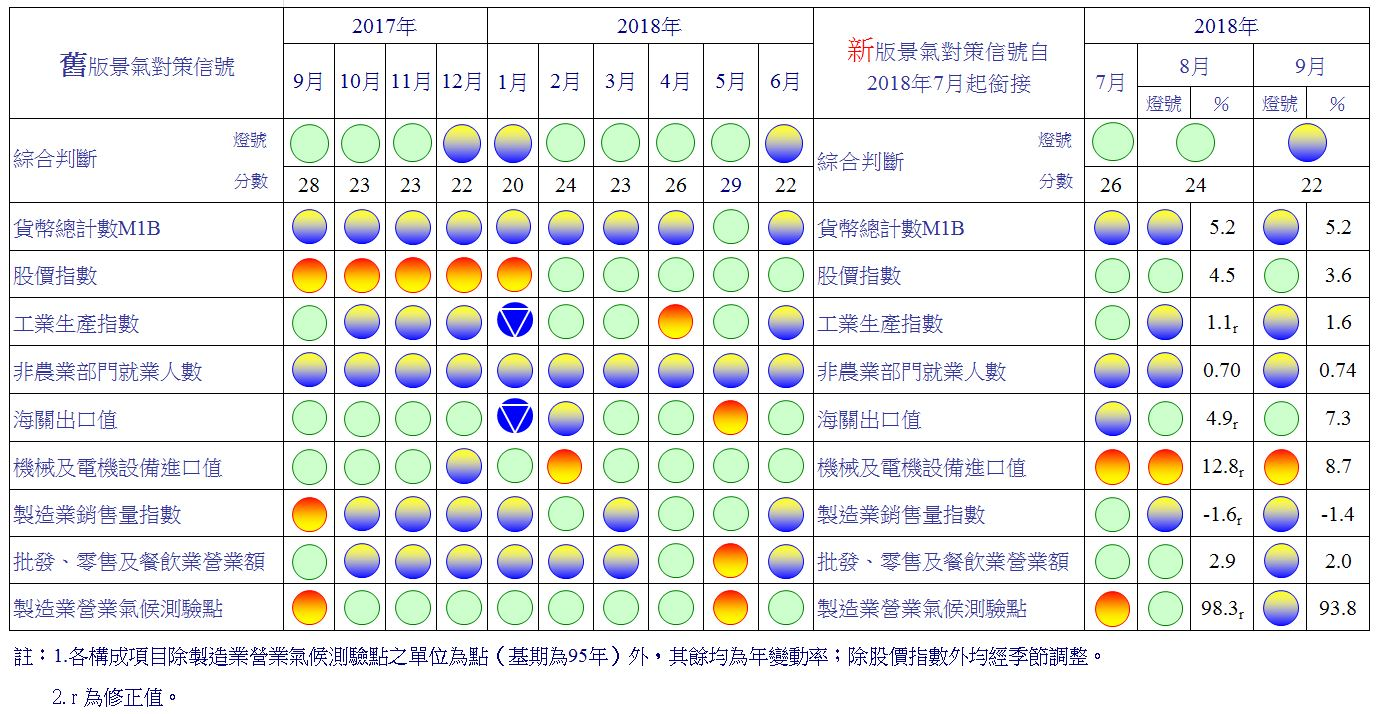 舊版景氣對策信號 2017年 2018年 新版景氣對策信號自2018年7月起銜接 2018年
9月 10月 11月 12月 1月 2月 3月 4月 5月 6月 7月 8月 9月
燈號 % 燈號 %
綜合判斷 燈號 綜合判斷 燈號
分數 28 23 23 22 20 24 23 26 29 22 分數 26 24 22
貨幣總計數M1B 貨幣總計數M1B 5.2 5.2
股價指數 股價指數 4.5 3.6
工業生產指數 工業生產指數 1.1r 1.6
非農業部門就業人數 非農業部門就業人數 0.70 0.74
海關出口值 海關出口值 4.9r 7.3
機械及電機設備進口值 機械及電機設備進口值 12.8r 8.7
製造業銷售量指數 製造業銷售量指數 -1.6r -1.4
批發、零售及餐飲業營業額 批發、零售及餐飲業營業額 2.9 2.0
製造業營業氣候測驗點 製造業營業氣候測驗點 98.3r 93.8
註：1.各構成項目除製造業營業氣候測驗點之單位為點（基期為95年）外，其餘均為年變動率；除股價指數外均經季節調整。
2.r 為修正值。